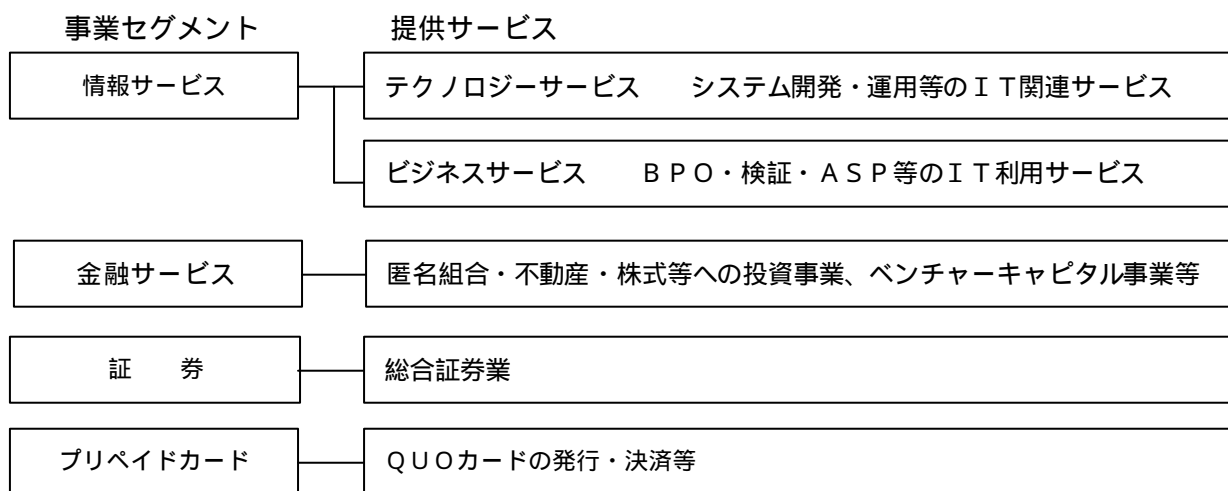 事業セグメント　提供サービス
情報サービス　テクノロジーサービス　システム開発・運用等のＩＴ関連サービス
ビジネスサービス　ＢＰＯ・検証・ＡＳＰ等のＩＴ利用サービス
金融サービス　匿名組合・不動産・株式等への投資事業、ベンチャーキャピタル事業等
証　券　総合証券業
プリペイドカード　ＱＵＯカードの発行・決済等